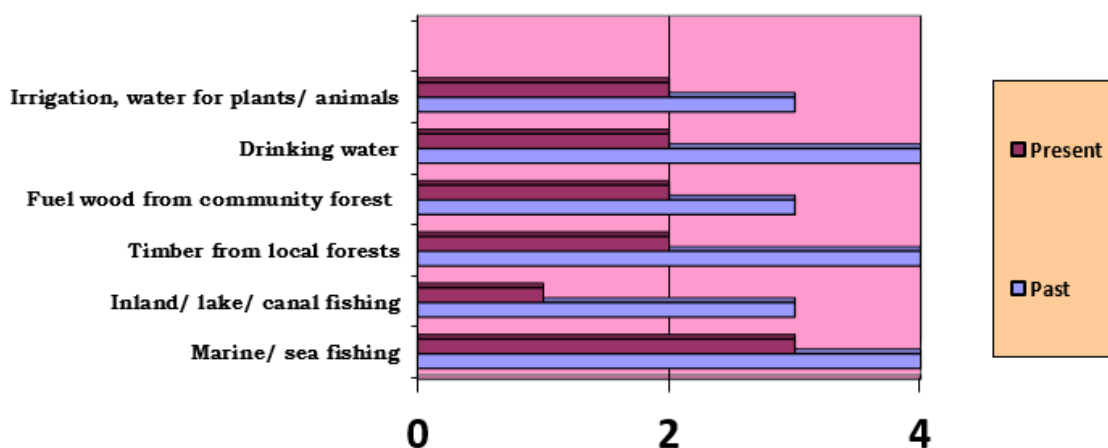 Irrigation, water for plants/ animals
Drinking water
Fuel wood from community forest
Timber from local forests
Inland/ lake/ canal fishing
Marine/ sea fishing
0 2 4
Present
Past